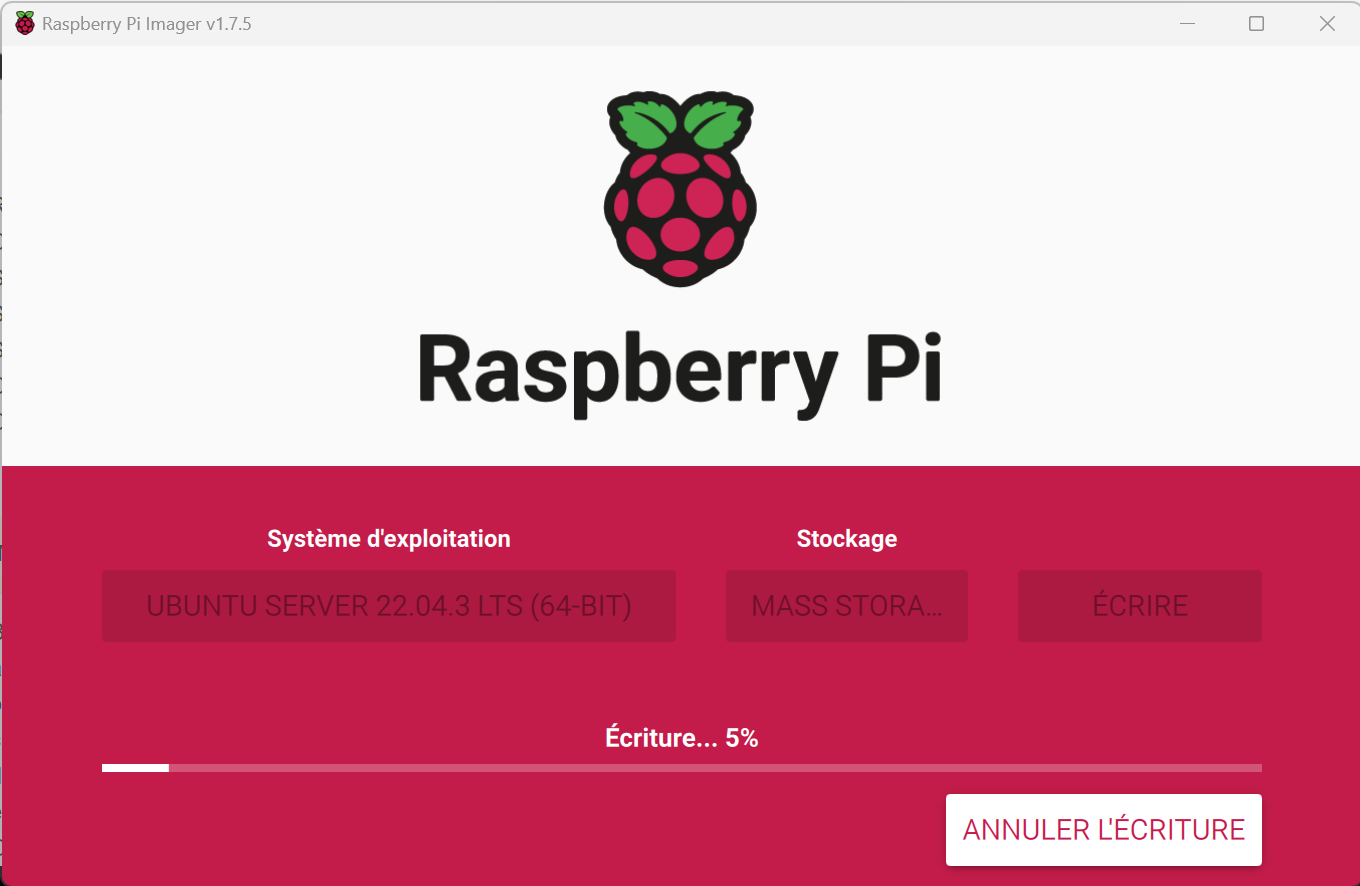 Raspberry Pi Imager v1.7.5
Raspberry Pi
Système d'exploitation
Stockage
UBUNTU SERVER 22.04.3 LTS (64-BIT)
MASS STORA...
ÉCRIRE
Écriture... 5%
ANNULER L'ÉCRITURE